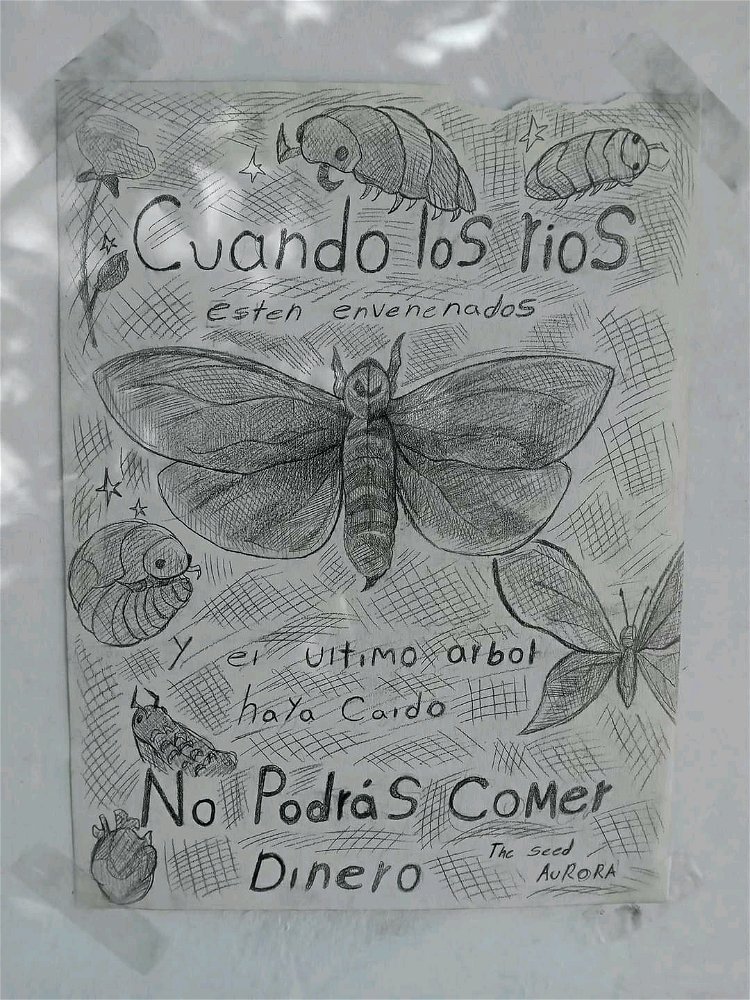 Cuando los rios
esten envenenados
y el ultimo arbol
haya Caido
No Podrás Comer
Dinero
The seed
AURORA